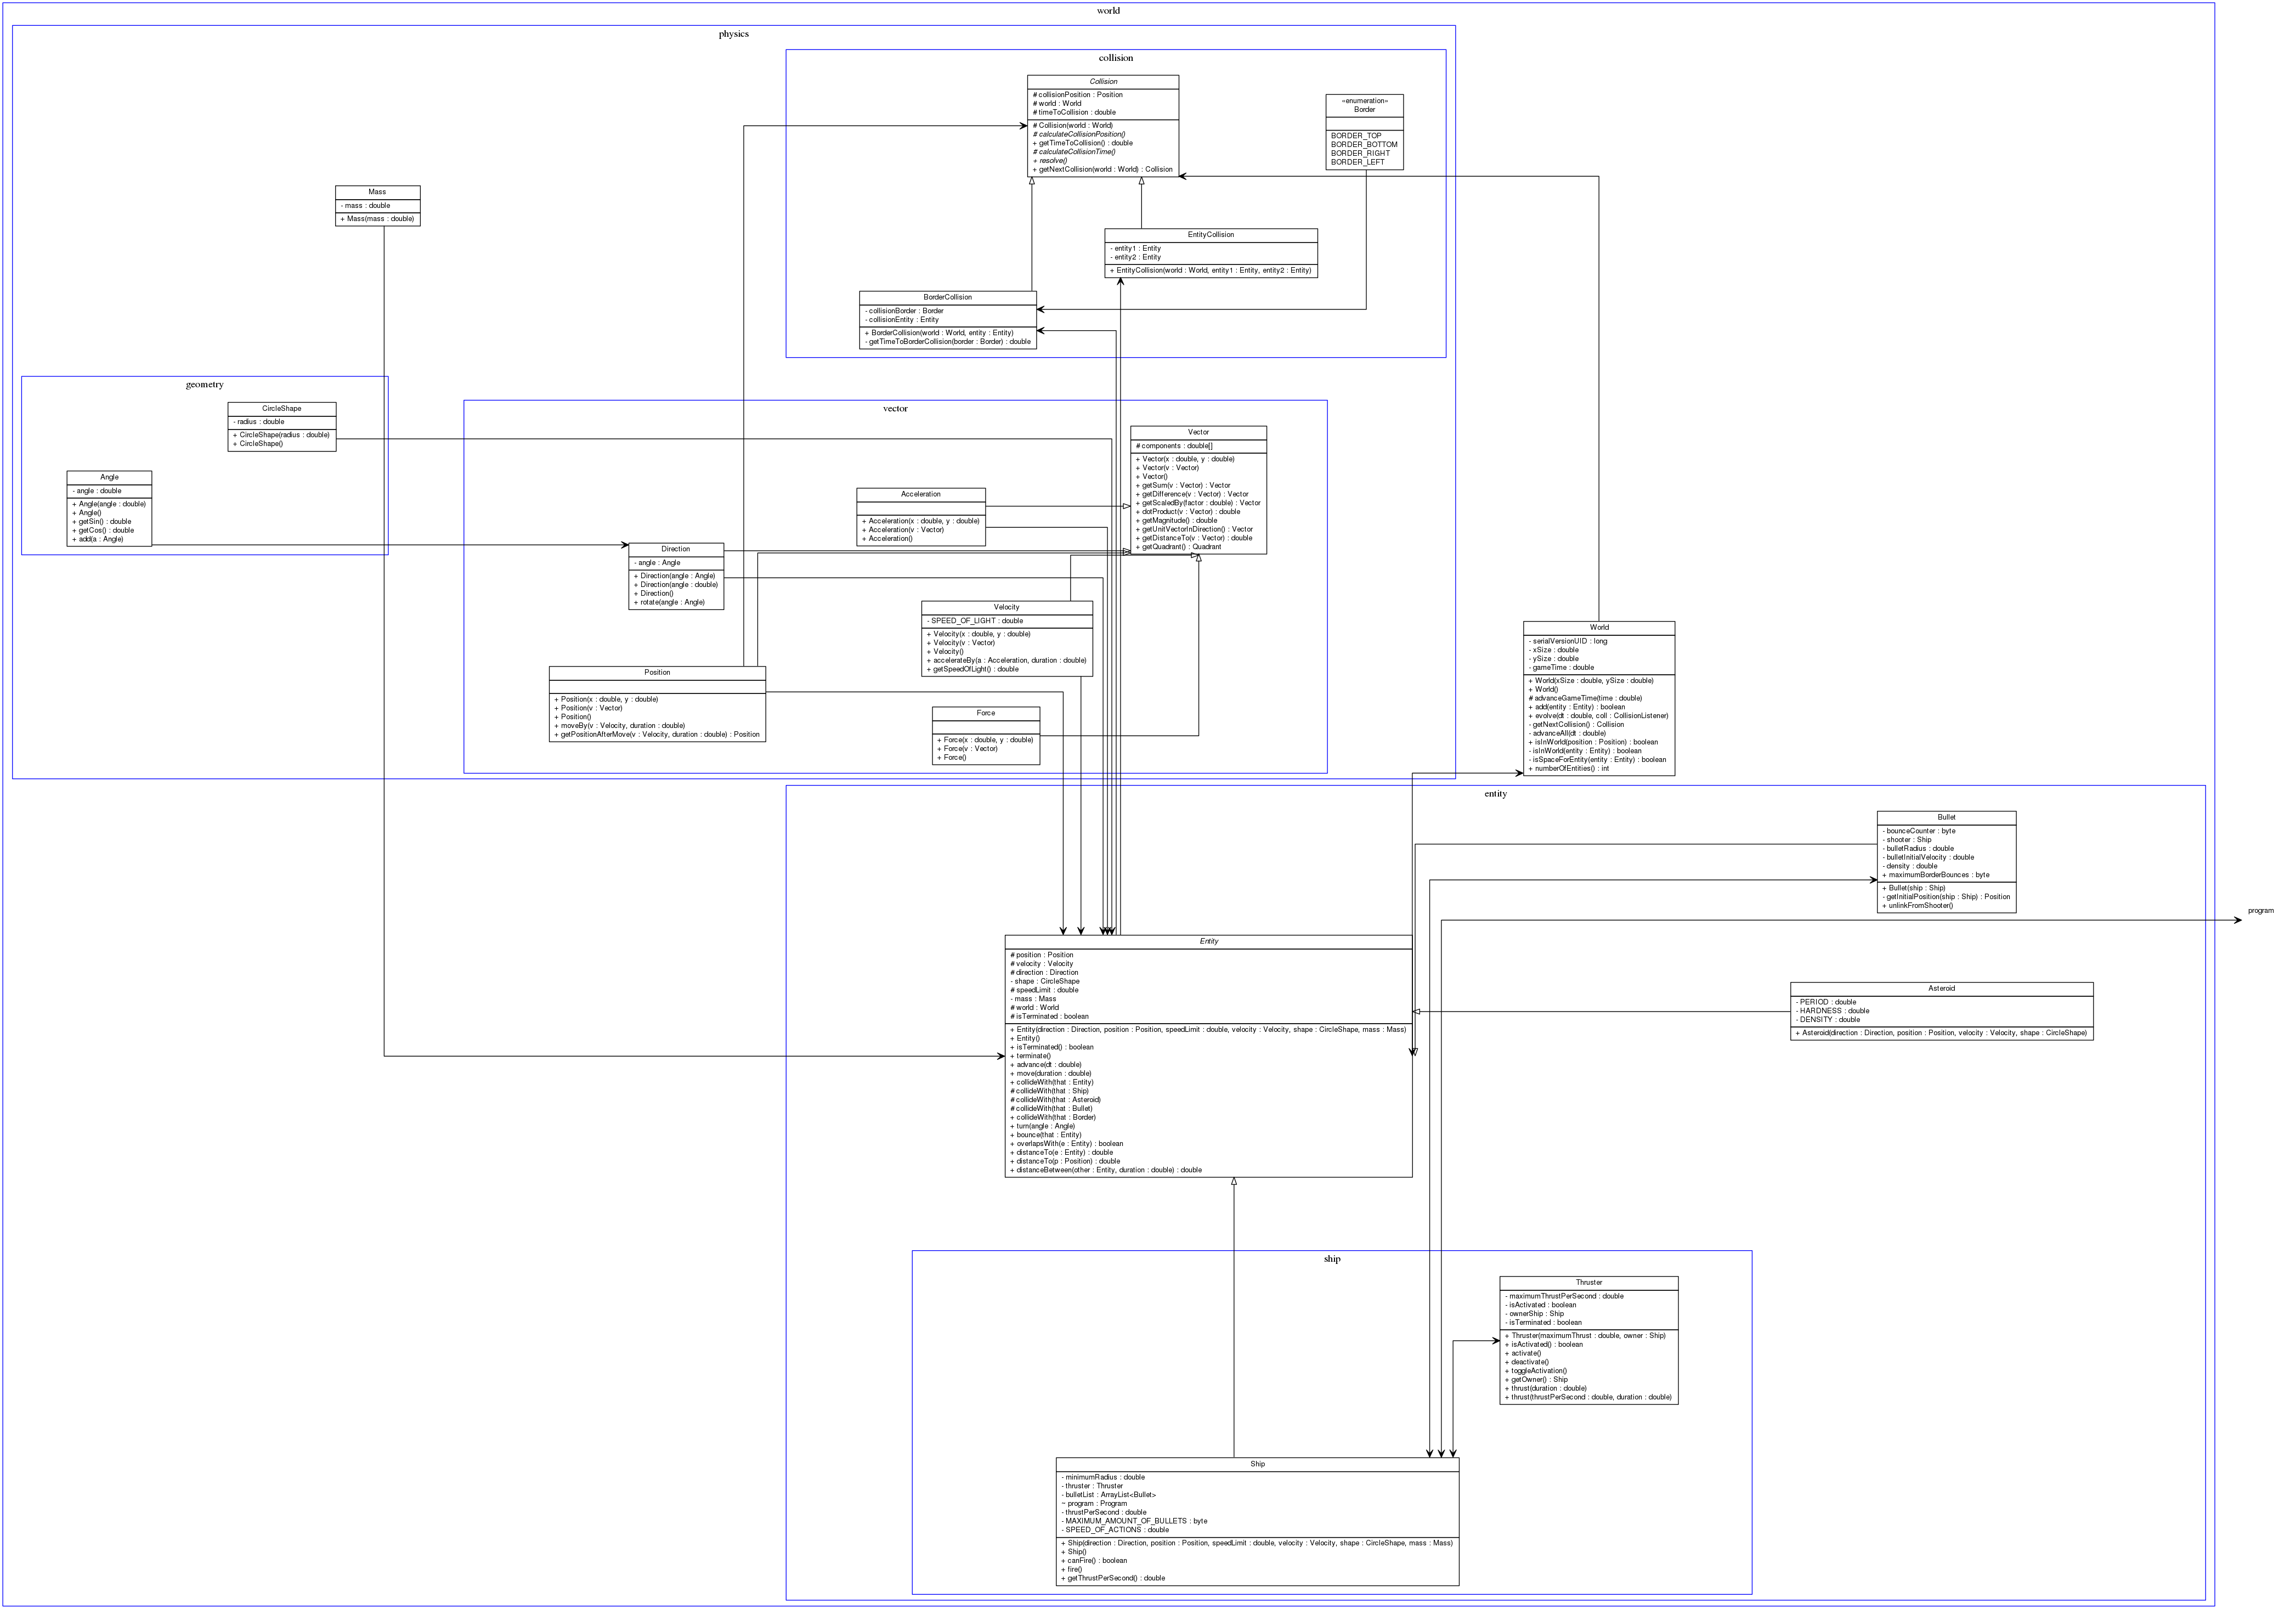 world
physics
collision
Collision
# collisionPosition : Position
# world : World
# timeToCollision : double
# Collision(world : World)
# calculateCollisionPosition()
+ getTimeToCollision() : double
# calculateCollisionTime()
+ resolve()
+ getNextCollision(world : World) : Collision
«enumeration»
Border
BORDER_TOP
BORDER_BOTTOM
BORDER_RIGHT
BORDER_LEFT
Mass
- mass : double
+ Mass(mass : double)
EntityCollision
- entity1 : Entity
- entity2 : Entity
+ EntityCollision(world : World, entity1 : Entity, entity2 : Entity)
BorderCollision
- collisionBorder : Border
- collisionEntity : Entity
+ BorderCollision(world : World, entity : Entity)
- getTimeToBorderCollision(border : Border) : double
geometry
CircleShape
- radius : double
+ CircleShape(radius : double)
+ CircleShape()
Angle
- angle : double
+ Angle(angle : double)
+ Angle()
+ getSin() : double
+ getCos() : double
+ add(a : Angle)
vector
Vector
# components : double[]
+ Vector(x : double, y : double)
+ Vector(v : Vector)
+ Vector()
+ getSum(v : Vector) : Vector
+ getDifference(v : Vector) : Vector
+ getScaledBy(factor : double) : Vector
+ dotProduct(v : Vector) : double
+ getMagnitude() : double
+ getUnitVectorInDirection() : Vector
+ getDistanceTo(v : Vector) : double
+ getQuadrant() : Quadrant
Acceleration
+ Acceleration(x : double, y : double)
+ Acceleration(v : Vector)
+ Acceleration()
Direction
- angle : Angle
+ Direction(angle : Angle)
+ Direction(angle : double)
+ Direction()
+ rotate(angle : Angle)
Velocity
- SPEED_OF_LIGHT : double
+ Velocity(x : double, y : double)
+ Velocity(v : Vector)
+ Velocity()
+ accelerateBy(a : Acceleration, duration : double)
+ getSpeedOfLight() : double
Position
+ Position(x : double, y : double)
+ Position(v : Vector)
+ Position()
+ moveBy(v : Velocity, duration : double)
+ getPositionAfterMove(v : Velocity, duration : double) : Position
Force
+ Force(x : double, y : double)
+ Force(v : Vector)
+ Force()
World
- serialVersionUID : long
- xSize : double
- ySize : double
- gameTime : double
+ World(xSize : double, ySize : double)
+ World()
# advanceGameTime(time : double)
+ add(entity : Entity) : boolean
+ evolve(dt : double, coll : CollisionListener)
- getNextCollision() : Collision
- advanceAll(dt : double)
+ isInWorld(position : Position) : boolean
- isInWorld(entity : Entity) : boolean
- isSpaceForEntity(entity : Entity) : boolean
+ numberOfEntities() : int
entity
Bullet
- bounceCounter : byte
- shooter : Ship
- bulletRadius : double
- bulletInitialVelocity : double
- density : double
+ maximumBorderBounces : byte
+ Bullet(ship : Ship)
- getInitialPosition(ship : Ship) : Position
+ unlinkFromShooter()
program
Entity
# position : Position
# velocity : Velocity
# direction : Direction
- shape : CircleShape
# speedLimit : double
- mass : Mass
# world : World
# isTerminated : boolean
+ Entity(direction : Direction, position : Position, speedLimit : double, velocity : Velocity, shape : CircleShape, mass : Mass)
+ Entity()
+ isTerminated() : boolean
+ terminate()
+ advance(dt : double)
+ move(duration : double)
+ collideWith(that : Entity)
# collideWith(that : Ship)
# collideWith(that : Asteroid)
# collideWith(that : Bullet)
+ collideWith(that : Border)
+ turn(angle : Angle)
+ bounce(that : Entity)
+ overlapsWith(e : Entity) : boolean
+ distanceTo(e : Entity) : double
+ distanceTo(p : Position) : double
+ distanceBetween(other : Entity, duration : double) : double
Asteroid
- PERIOD : double
- HARDNESS : double
- DENSITY : double
+ Asteroid(direction : Direction, position : Position, velocity : Velocity, shape : CircleShape)
ship
Thruster
- maximumThrustPerSecond : double
- isActivated : boolean
- ownerShip : Ship
- isTerminated : boolean
+ Thruster(maximumThrust : double, owner : Ship)
+ isActivated() : boolean
+ activate()
+ deactivate()
+ toggleActivation()
+ getOwner() : Ship
+ thrust(duration : double)
+ thrust(thrustPerSecond : double, duration : double)
Ship
- minimumRadius : double
- thruster : Thruster
- bulletList : ArrayList<Bullet>
~ program : Program
- thrustPerSecond : double
- MAXIMUM_AMOUNT_OF_BULLETS : byte
- SPEED_OF_ACTIONS : double
+ Ship(direction : Direction, position : Position, speedLimit : double, velocity : Velocity, shape : CircleShape, mass : Mass)
+ Ship()
+ canFire() : boolean
+ fire()
+ getThrustPerSecond() : double